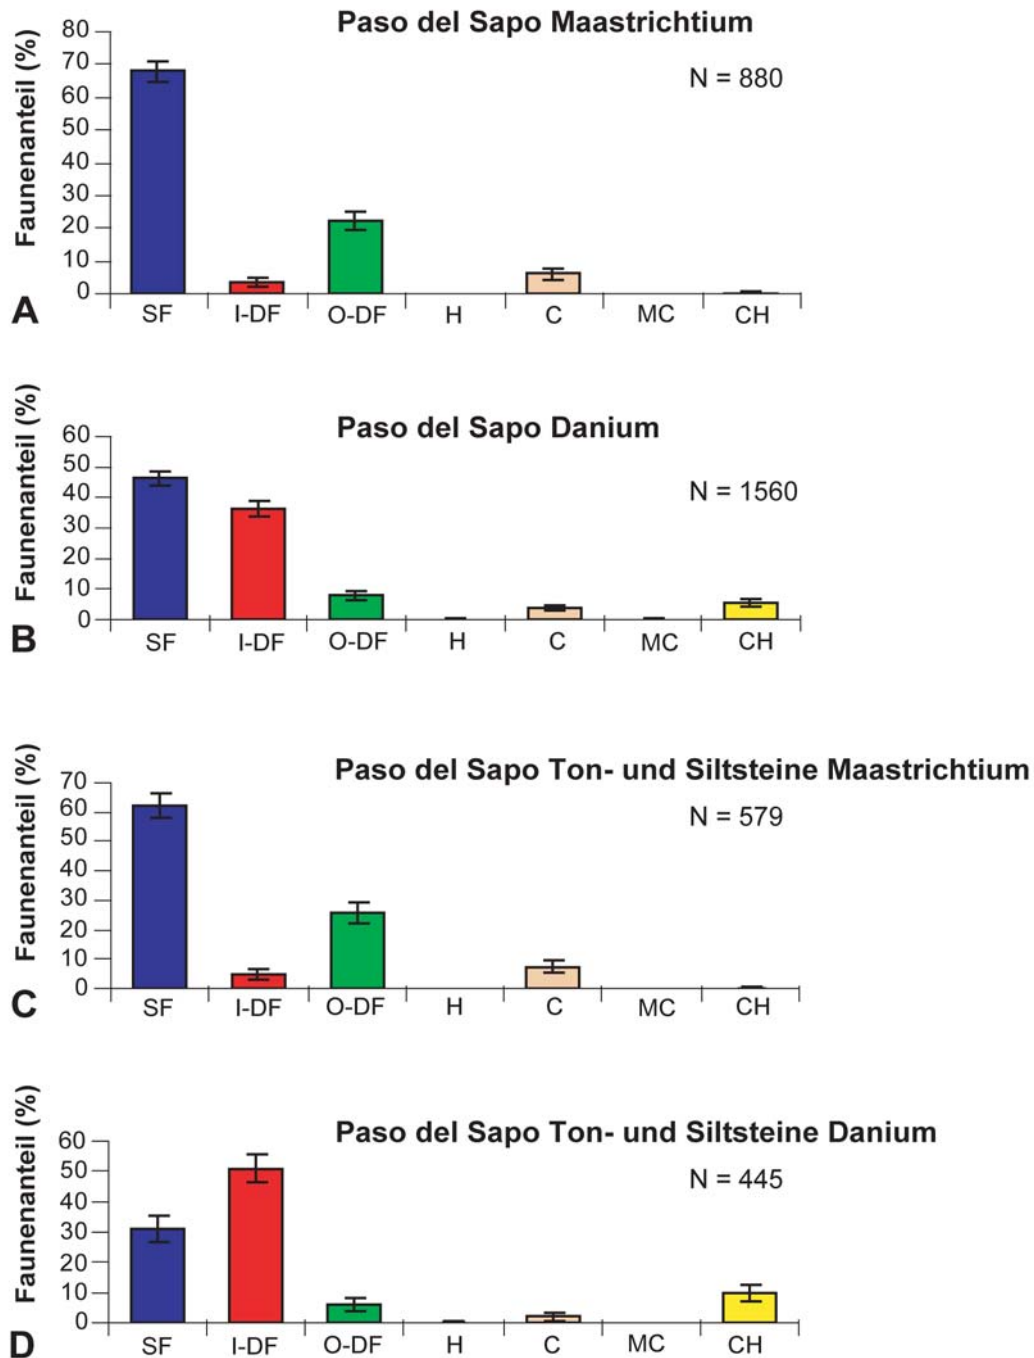 Paso del Sapo Maastrichtium
N = 880
Faunenanteil (%)
80
70
60
50
40
30
20
10
0
A
SF I-DF O-DF H C MC CH
Paso del Sapo Danium
N = 1560
Faunenanteil (%)
60
50
40
30
20
10
0
B
SF I-DF O-DF H C MC CH
Paso del Sapo Ton- und Siltsteine Maastrichtium
N = 579
Faunenanteil (%)
70
60
50
40
30
20
10
0
C
SF I-DF O-DF H C MC CH
Paso del Sapo Ton- und Siltsteine Danium
N = 445
Faunenanteil (%)
60
50
40
30
20
10
0
D
SF I-DF O-DF H C MC CH